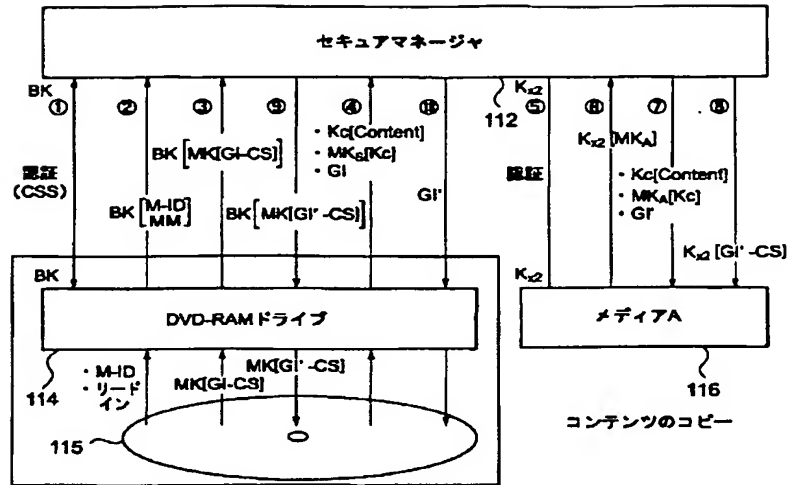 セキュアマネージャ
BK
①
②
③
⑨
④
⑩
112
Kx2
⑤
⑥
⑦
⑧
認証
(CSS)
BK[M-ID MM]
BK[MK[GI-CS]]
BK[MK[GI'-CS]]
・Kc[Content]
・MKS[Kc]
・GI
GI'
認証
Kx2[MKA]
・Kc[Content]
・MKA[Kc]
・GI'
Kx2[GI'-CS]
BK
Kx2
DVD-RAMドライブ
メディアA
114
・M-ID
・リードイン
MK[GI-CS]
MK[GI'-CS]
116
115
コンテンツのコピー